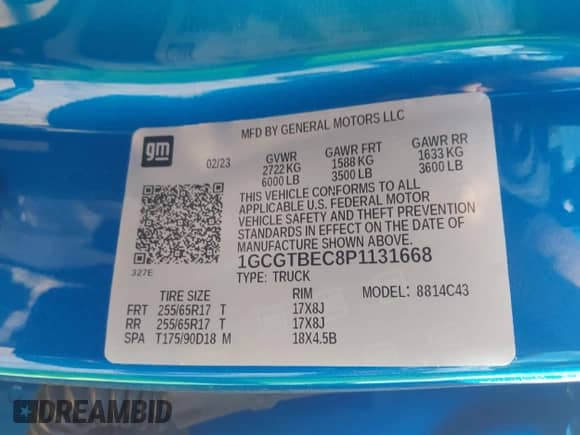 gm
MFD BY GENERAL MOTORS LLC
02/23
GVWR GAWR FRT GAWR RR
2722 KG 1588 KG 1633 KG
6000 LB 3500 LB 3600 LB
THIS VEHICLE CONFORMS TO ALL
APPLICABLE U.S. FEDERAL MOTOR
VEHICLE SAFETY AND THEFT PREVENTION
STANDARDS IN EFFECT ON THE DATE OF
MANUFACTURE SHOWN ABOVE.
327E
1GCGTBEC8P1131668
TYPE: TRUCK
TIRE SIZE RIM MODEL: 8814C43
FRT 255/65R17 T 17X8J
RR 255/65R17 T 17X8J
SPA T175/90D18 M 18X4.5B
DREAMBID